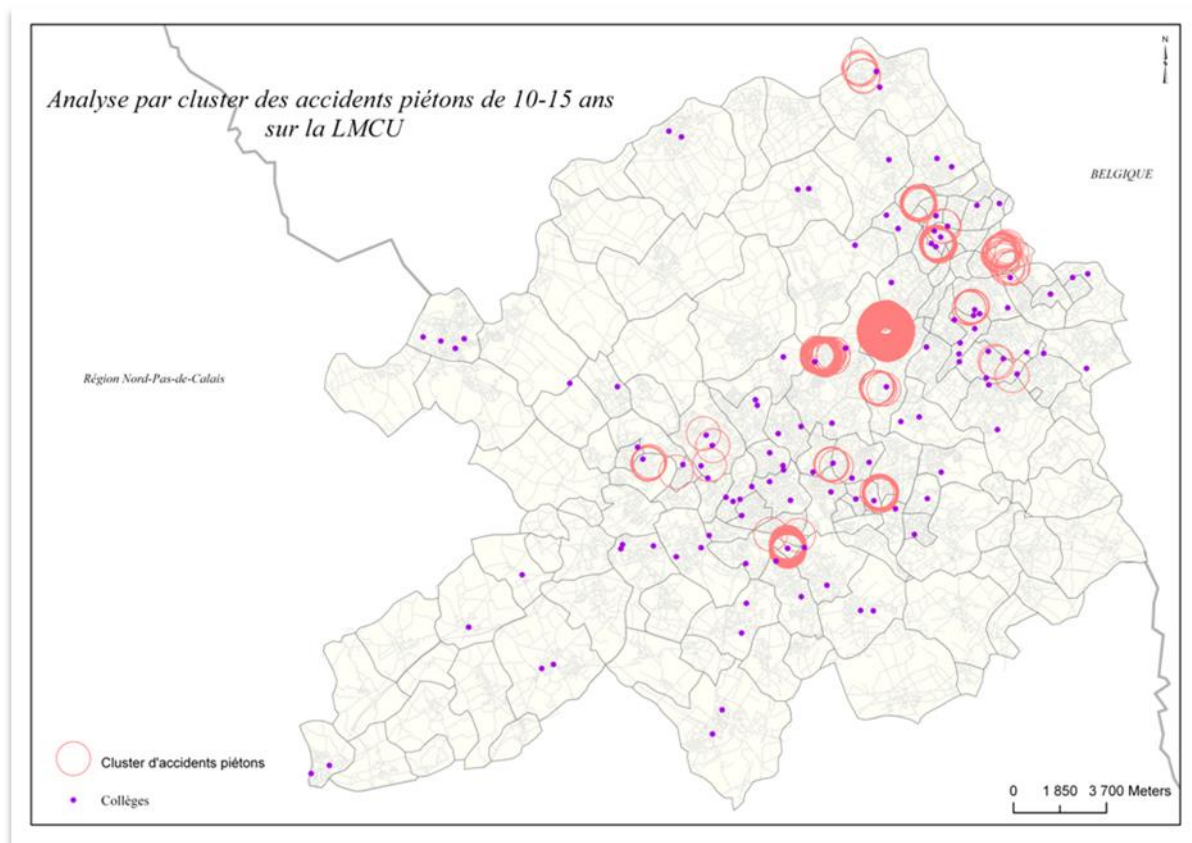 N
Analyse par cluster des accidents piétons de 10-15 ans
sur la LMCU
BELGIQUE
Région Nord-Pas-de-Calais
Cluster d'accidents piétons
Collèges
0 1 850 3 700 Meters